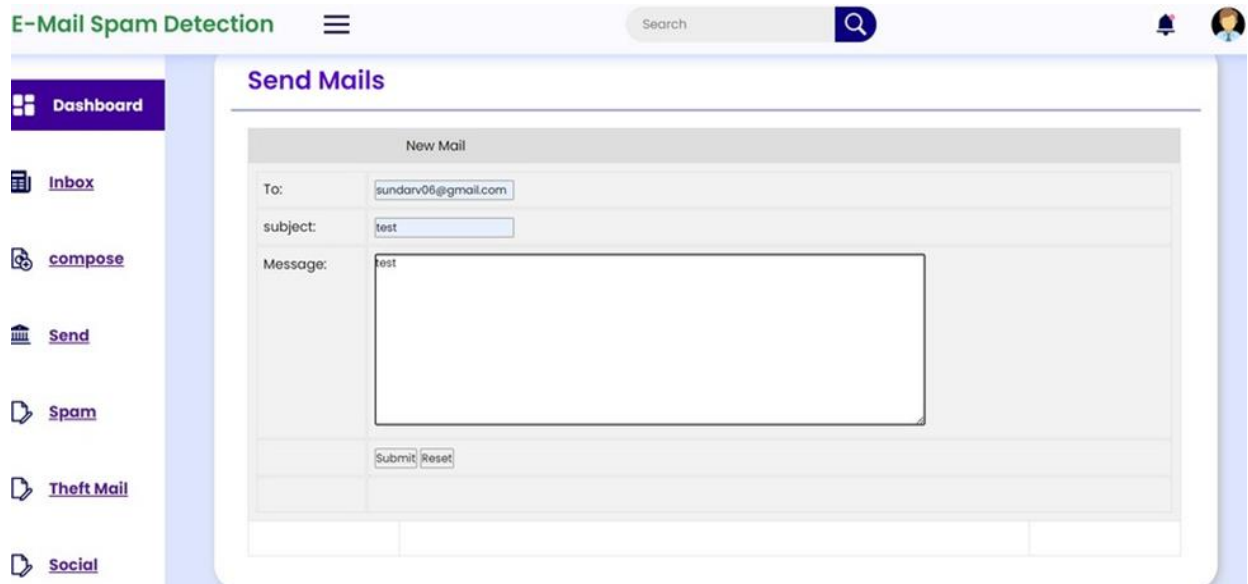 E-Mail Spam Detection
Search
Dashboard
Inbox
compose
Send
Spam
Theft Mail
Social
Send Mails
New Mail
To: sundarv06@gmail.com
subject: test
Message: test
Submit Reset